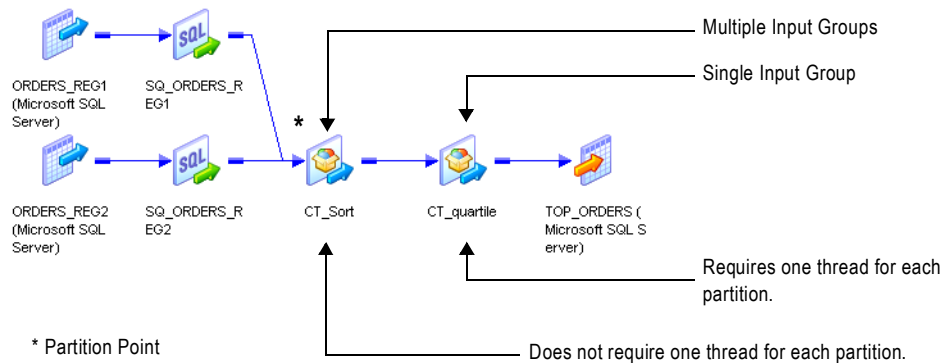 Multiple Input Groups
Single Input Group
SQL
ORDERS_REG1
(Microsoft SQL
Server)
SQ_ORDERS_R
EG1
*
SQL
ORDERS_REG2
(Microsoft SQL
Server)
SQ_ORDERS_R
EG2
CT_Sort
CT_quartile
TOP_ORDERS (
Microsoft SQL S
erver)
Requires one thread for each
partition.
* Partition Point
Does not require one thread for each partition.